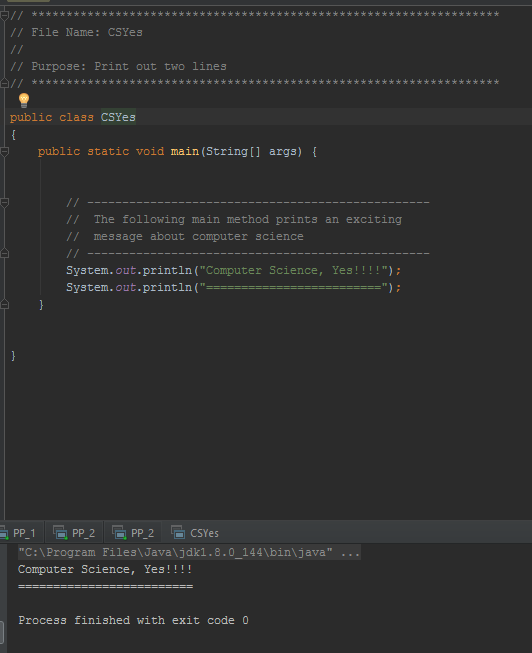 // *******************************************************************
// File Name: CSYes
//
// Purpose: Print out two lines
// *******************************************************************
public class CSYes
{
public static void main(String[] args) {
// -------------------------------------------------
//  The following main method prints an exciting
//  message about computer science
// -------------------------------------------------
System.out.println("Computer Science, Yes!!!!");
System.out.println("=========================");
}
}
PP_1 PP_2 PP_2 CSYes
"C:\Program Files\Java\jdk1.8.0_144\bin\java" ...
Computer Science, Yes!!!!
=========================
Process finished with exit code 0